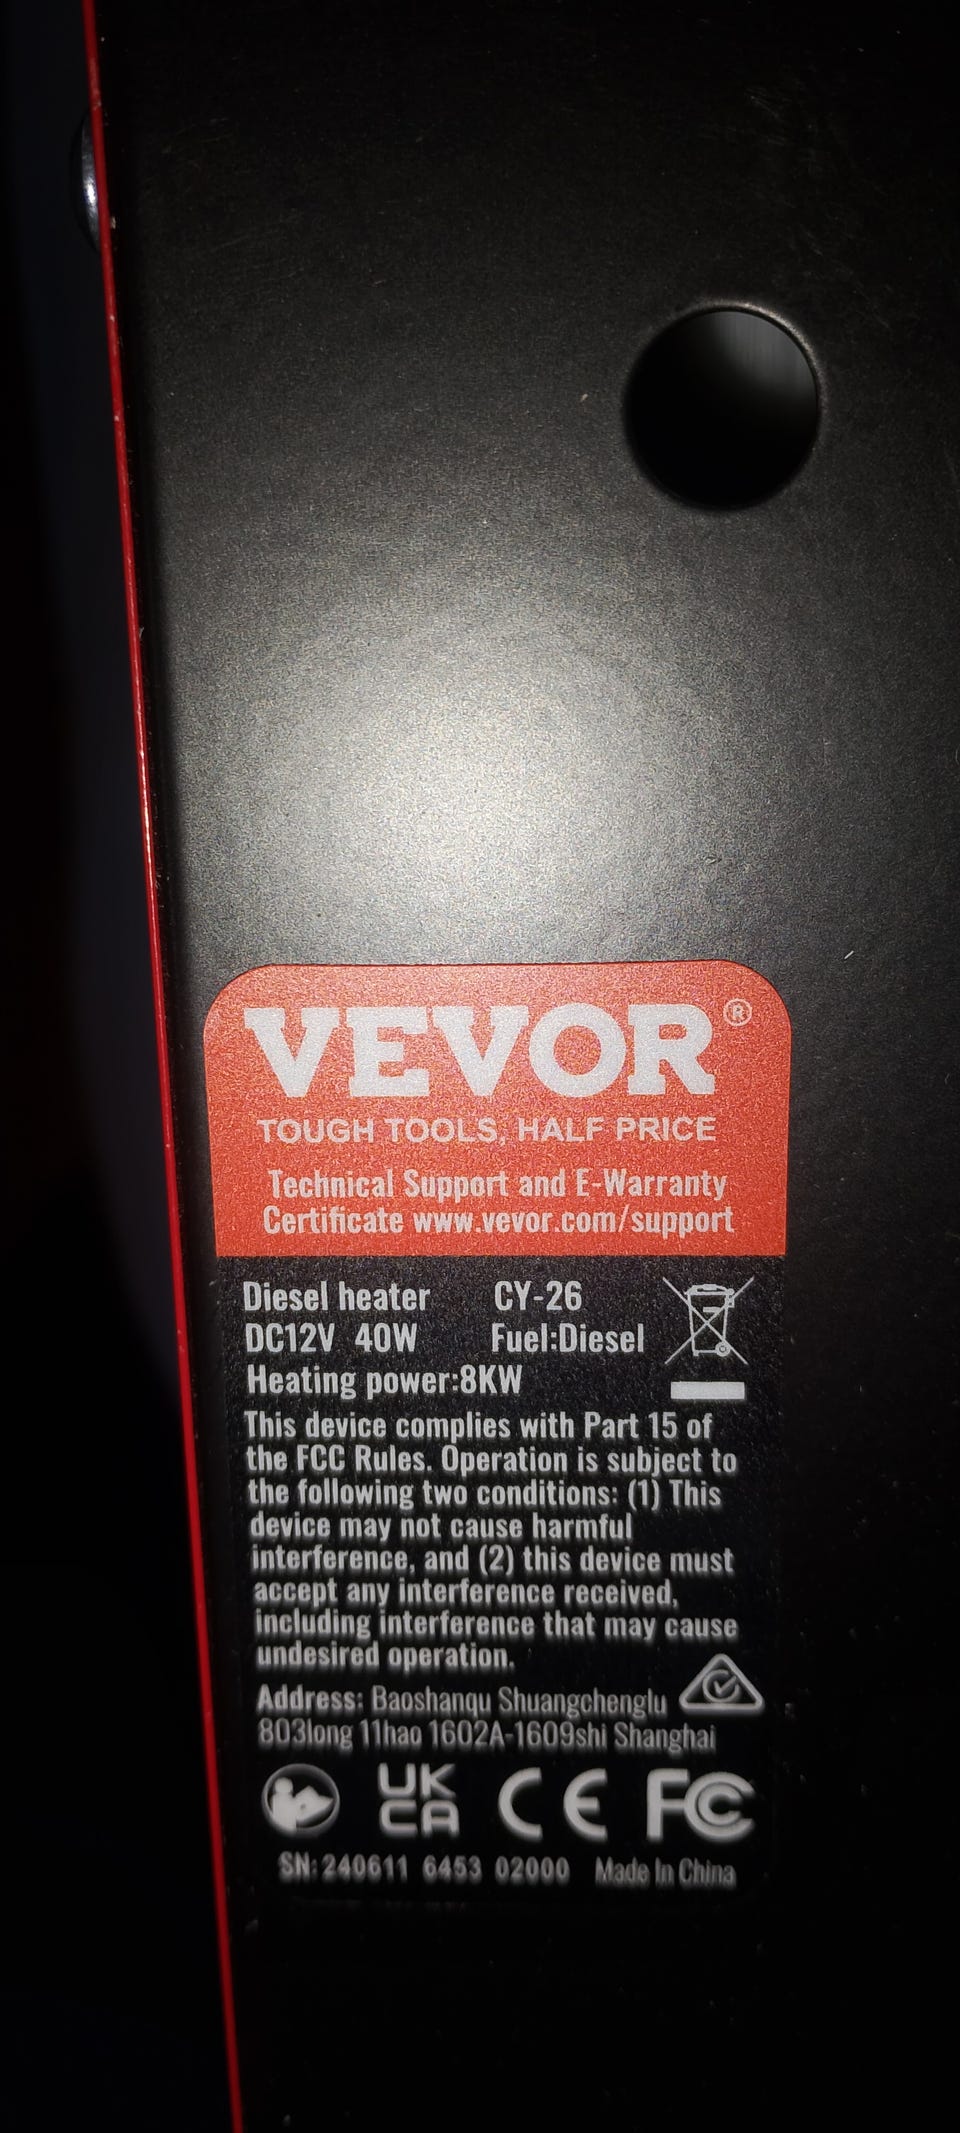 VEVOR®
TOUGH TOOLS, HALF PRICE
Technical Support and E-Warranty
Certificate www.vevor.com/support
Diesel heater CY-26
DC12V 40W Fuel:Diesel
Heating power:8KW
This device complies with Part 15 of
the FCC Rules. Operation is subject to
the following two conditions: (1) This
device may not cause harmful
interference, and (2) this device must
accept any interference received,
including interference that may cause
undesired operation.
Address: Baoshanqu Shuangchenglu
803long 11hao 1602A-1609shi Shanghai
UK
CA CE FC
SN:240611 6453 02000 Made In China